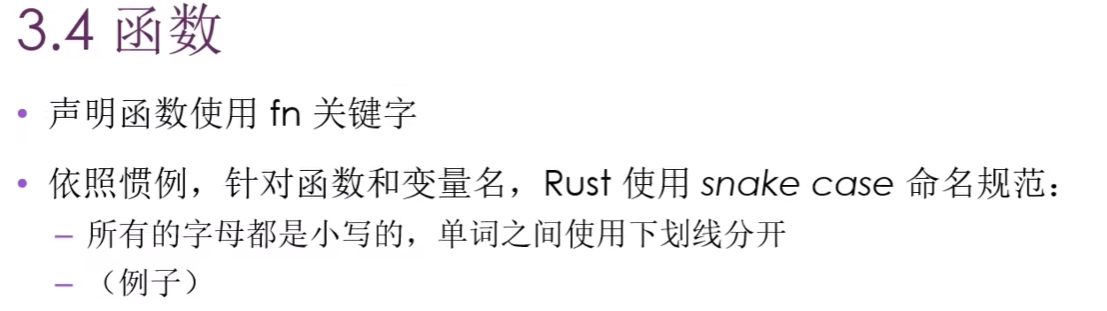 3.4 函数
• 声明函数使用 fn 关键字
• 依照惯例，针对函数和变量名，Rust 使用 snake case 命名规范：
– 所有的字母都是小写的，单词之间使用下划线分开
– （例子）